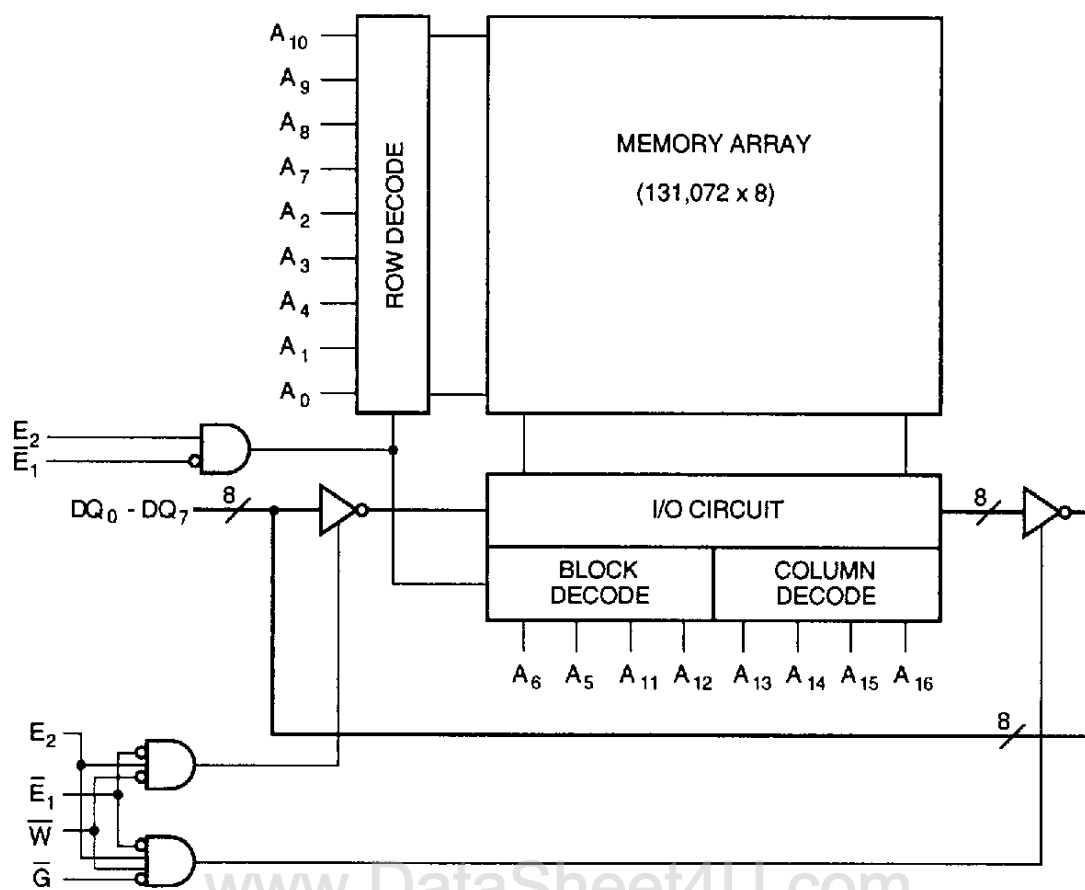 A10
A9
A8
A7
A2
A3
A4
A1
A0
ROW DECODE
MEMORY ARRAY
(131,072 x 8)
E2
E̅1
DQ0 - DQ7
8
I/O CIRCUIT
8
BLOCK
DECODE
COLUMN
DECODE
A6
A5
A11
A12
A13
A14
A15
A16
8
E2
E̅1
W̅
G̅
www.DataSheet4U.com